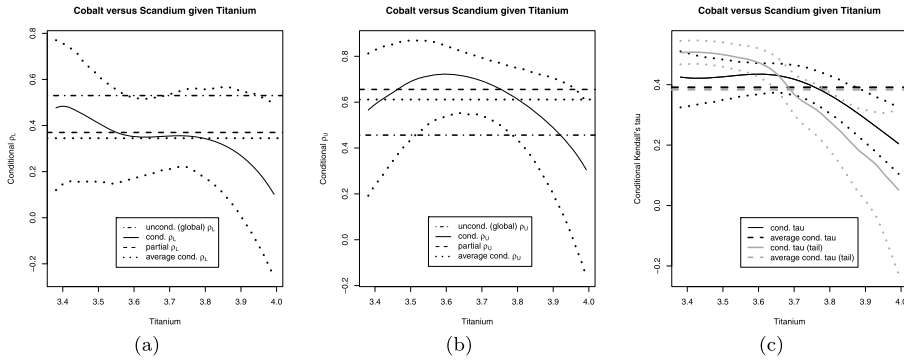 Cobalt versus Scandium given Titanium
Conditional ρL
0.8
0.6
0.4
0.2
0.0
−0.2
uncond. (global) ρL
cond. ρL
partial ρL
average cond. ρL
3.4 3.5 3.6 3.7 3.8 3.9 4.0
Titanium
(a)
Cobalt versus Scandium given Titanium
Conditional ρU
0.8
0.6
0.4
0.2
0.0
−0.2
uncond. (global) ρU
cond. ρU
partial ρU
average cond. ρU
3.4 3.5 3.6 3.7 3.8 3.9 4.0
Titanium
(b)
Cobalt versus Scandium given Titanium
Conditional Kendall's tau
0.4
0.2
0.0
−0.2
cond. tau
average cond. tau
cond. tau (tail)
average cond. tau (tail)
3.4 3.5 3.6 3.7 3.8 3.9 4.0
Titanium
(c)